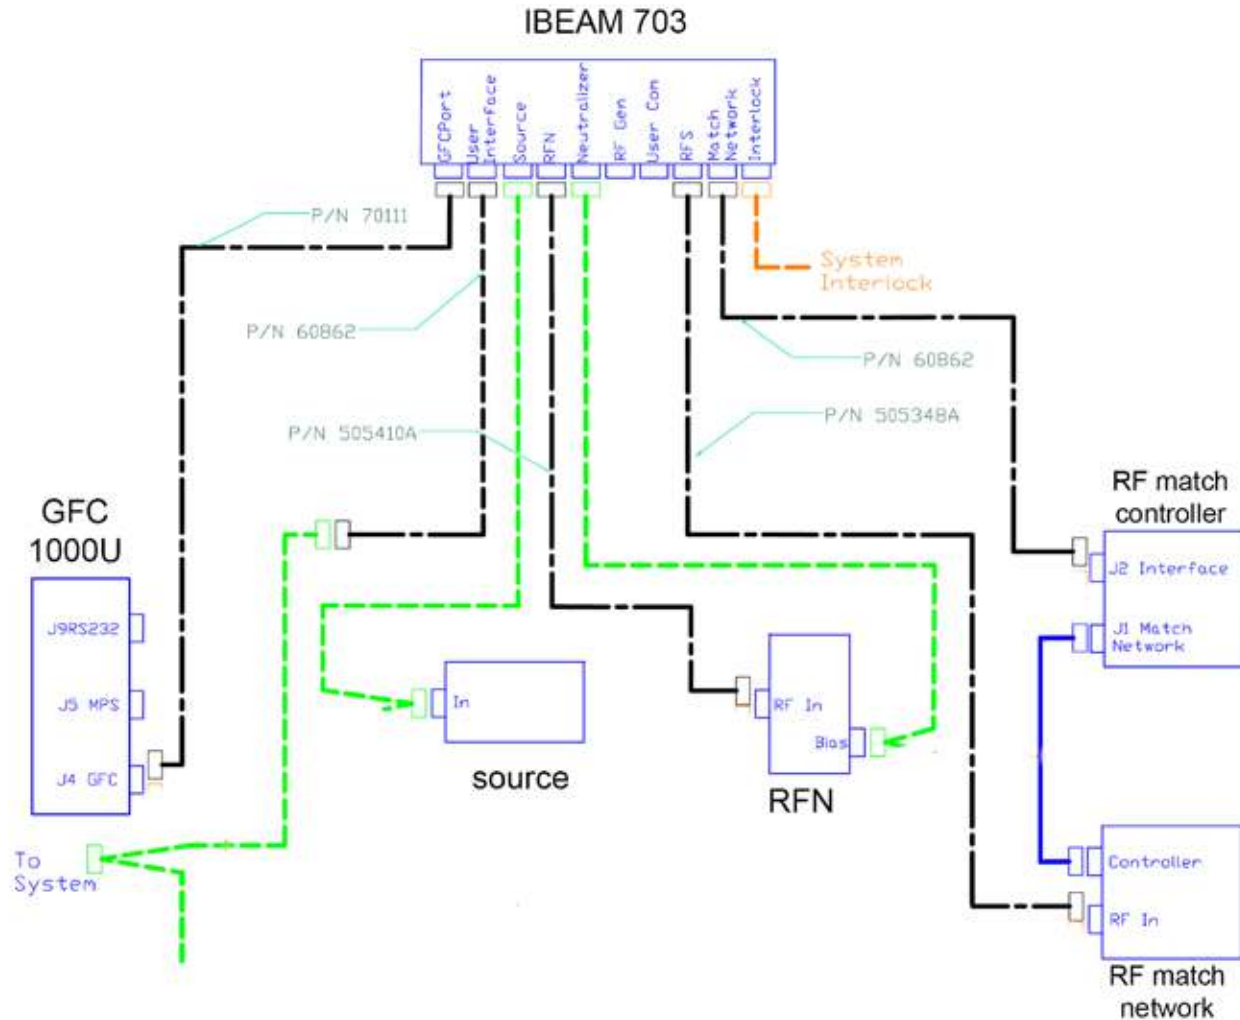 IBEAM 703
GFCPort
User
Interface
Source
RFN
Neutralizer
RF Gen
User Com
RFS
Match
Network
Interlock
P/N 70111
System
Interlock
P/N 60862
P/N 60862
P/N 505410A
P/N 505348A
GFC
1000U
RF match
controller
J9RS232
J5 MPS
J4 GFC
J2 Interface
J1 Match
Network
In
source
RF In
Bias
RFN
To
System
Controller
RF In
RF match
network